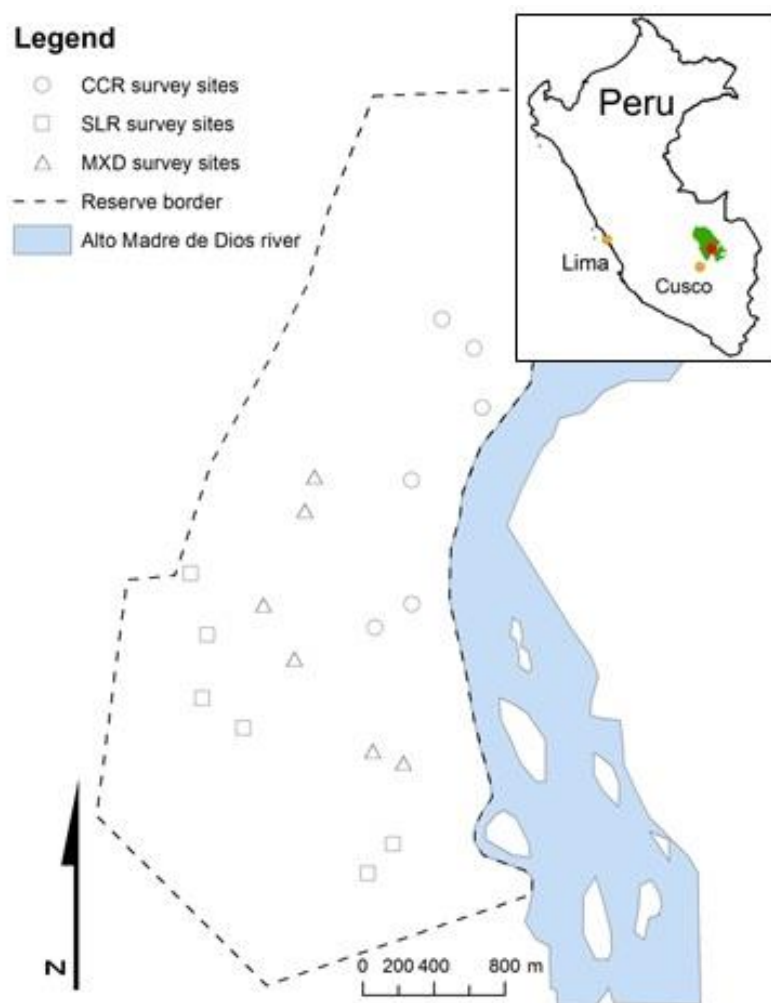 Legend
CCR survey sites
SLR survey sites
MXD survey sites
Reserve border
Alto Madre de Dios river
Peru
Lima
Cusco
N
0 200 400 800 m